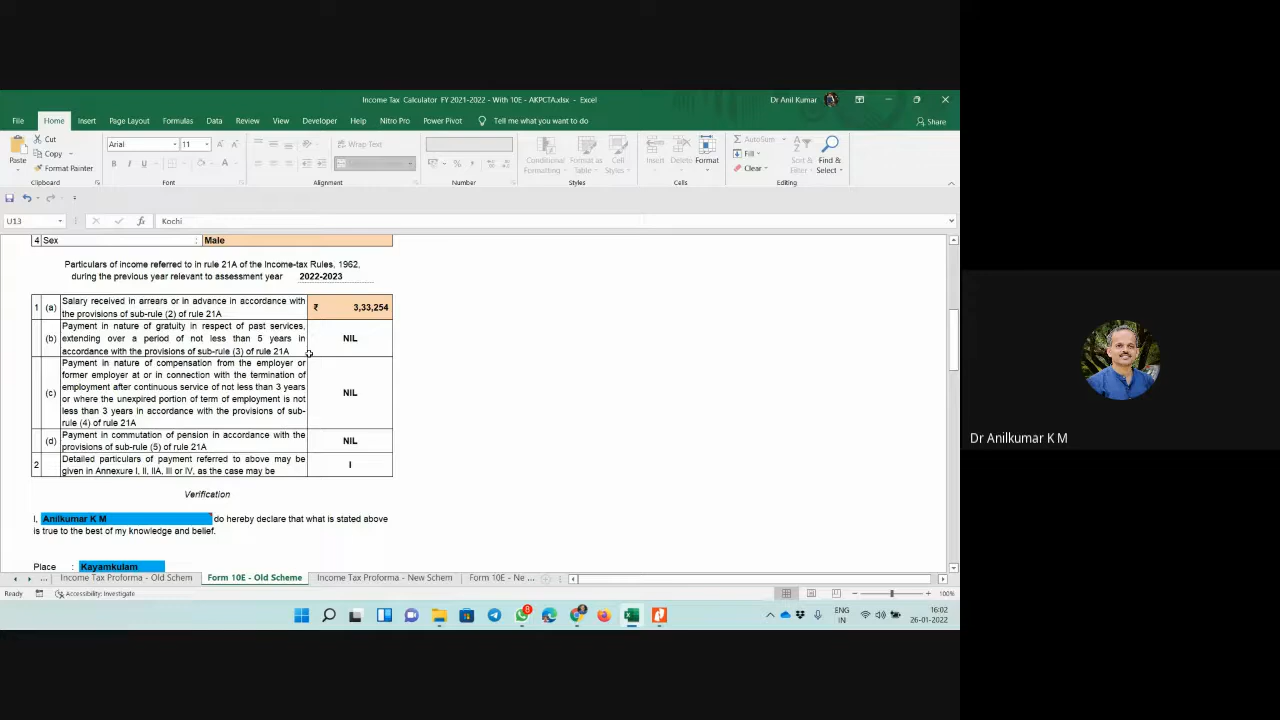 Income Tax Calculator FY 2021-2022 - With 10E - AKPCTA.xlsx - Excel
Dr Anil Kumar
File Home Insert Page Layout Formulas Data Review View Developer Help Nitro Pro Power Pivot Tell me what you want to do
Share
Paste
Cut
Copy
Format Painter
Clipboard
Arial 11
B I U
Font
Wrap Text
Alignment
Number
Conditional Formatting
Format as Table
Cell Styles
Styles
Insert Delete Format
Cells
AutoSum
Fill
Clear
Sort & Filter
Find & Select
Editing
U13 Kochi
4 Sex : Male
Particulars of income referred to in rule 21A of the Income-tax Rules, 1962,
during the previous year relevant to assessment year 2022-2023
1 (a) Salary received in arrears or in advance in accordance with
the provisions of sub-rule (2) of rule 21A
₹ 3,33,254
(b) Payment in nature of gratuity in respect of past services,
extending over a period of not less than 5 years in
accordance with the provisions of sub-rule (3) of rule 21A
NIL
(c) Payment in nature of compensation from the employer or
former employer at or in connection with the termination of
employment after continuous service of not less than 3 years
or where the unexpired portion of term of employment is not
less than 3 years in accordance with the provisions of sub-
rule (4) of rule 21A
NIL
(d) Payment in commutation of pension in accordance with the
provisions of sub-rule (5) of rule 21A
NIL
2 Detailed particulars of payment referred to above may be
given in Annexure I, II, IIA, III or IV, as the case may be
I
Verification
I, Anilkumar K M do hereby declare that what is stated above
is true to the best of my knowledge and belief.
Place : Kayamkulam
... Income Tax Proforma - Old Schem Form 10E - Old Scheme Income Tax Proforma - New Schem Form 10E - Ne ...
Ready Accessibility: Investigate 100%
8
ENG
IN
16:02
26-01-2022
Dr Anilkumar K M